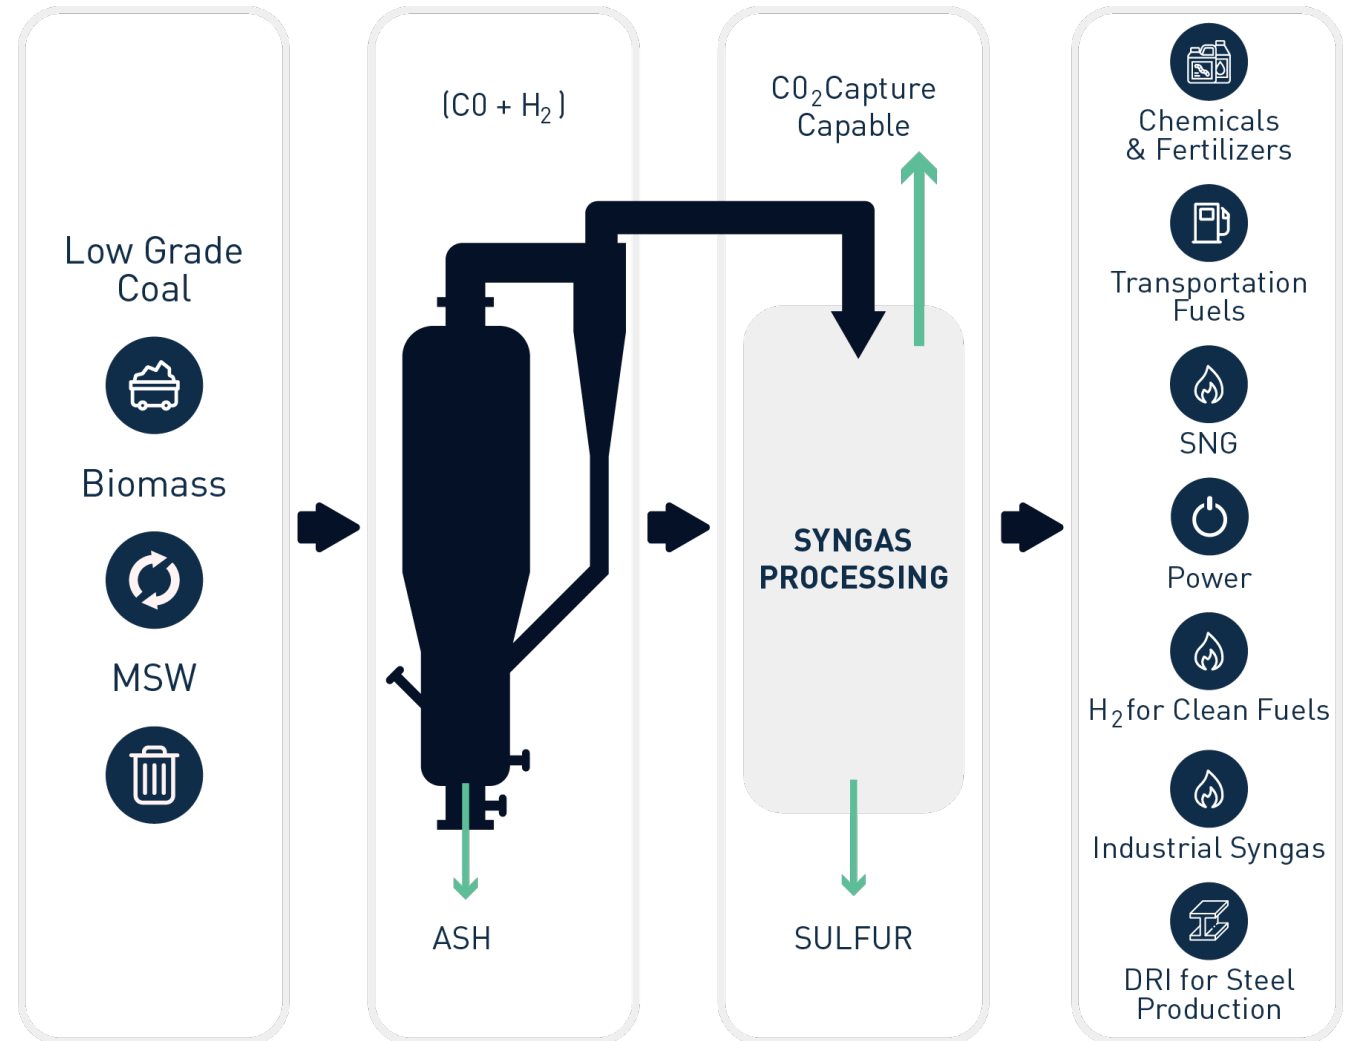 Low Grade
Coal
Biomass
MSW
(CO + H2)
ASH
CO2Capture
Capable
SYNGAS
PROCESSING
SULFUR
Chemicals
& Fertilizers
Transportation
Fuels
SNG
Power
H2for Clean Fuels
Industrial Syngas
DRI for Steel
Production